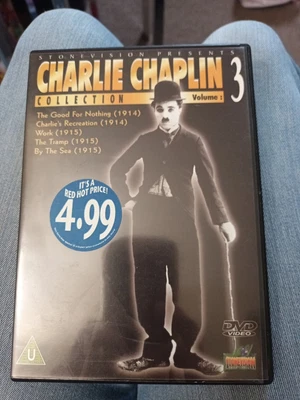 STONEVISION PRESENTS
CHARLIE CHAPLIN
COLLECTION
Volume : 3
The Good For Nothing (1914)
Charlie's Recreation (1914)
Work (1915)
The Tramp (1915)
By The Sea (1915)
IT'S A
RED HOT PRICE!
4.99
U
DVD
VIDEO